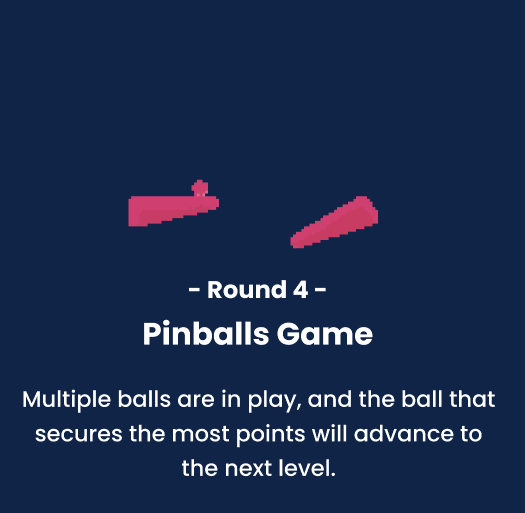 - Round 4 -
Pinballs Game
Multiple balls are in play, and the ball that
secures the most points will advance to
the next level.